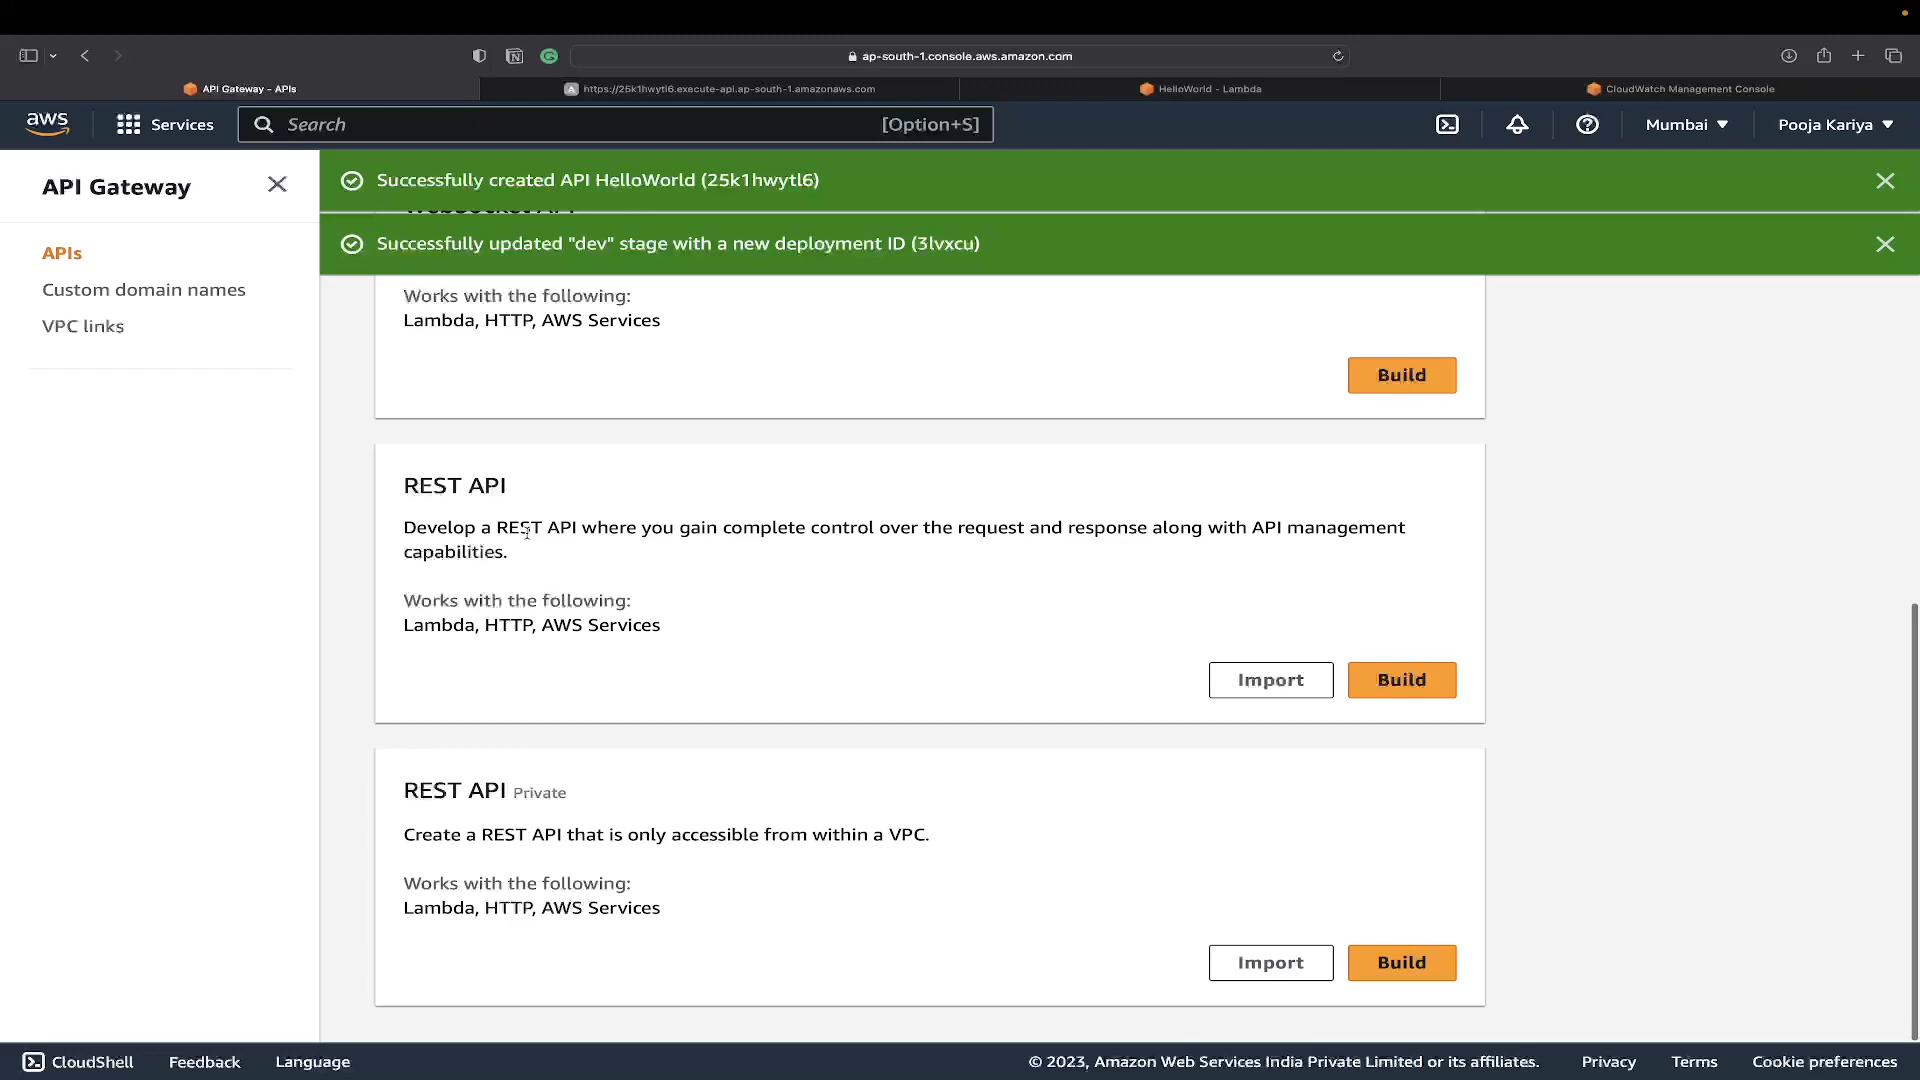 ap-south-1.console.aws.amazon.com
API Gateway - APIs
https://25k1hwytl6.execute-api.ap-south-1.amazonaws.com
HelloWorld - Lambda
CloudWatch Management Console
aws
Services
Search
[Option+S]
Mumbai
Pooja Kariya
API Gateway
APIs
Custom domain names
VPC links
Successfully created API HelloWorld (25k1hwytl6)
WebSocket API
Successfully updated "dev" stage with a new deployment ID (3lvxcu)
Works with the following:
Lambda, HTTP, AWS Services
Build
REST API
Develop a REST API where you gain complete control over the request and response along with API management
capabilities.
Works with the following:
Lambda, HTTP, AWS Services
Import
Build
REST API Private
Create a REST API that is only accessible from within a VPC.
Works with the following:
Lambda, HTTP, AWS Services
Import
Build
CloudShell
Feedback
Language
© 2023, Amazon Web Services India Private Limited or its affiliates.
Privacy
Terms
Cookie preferences